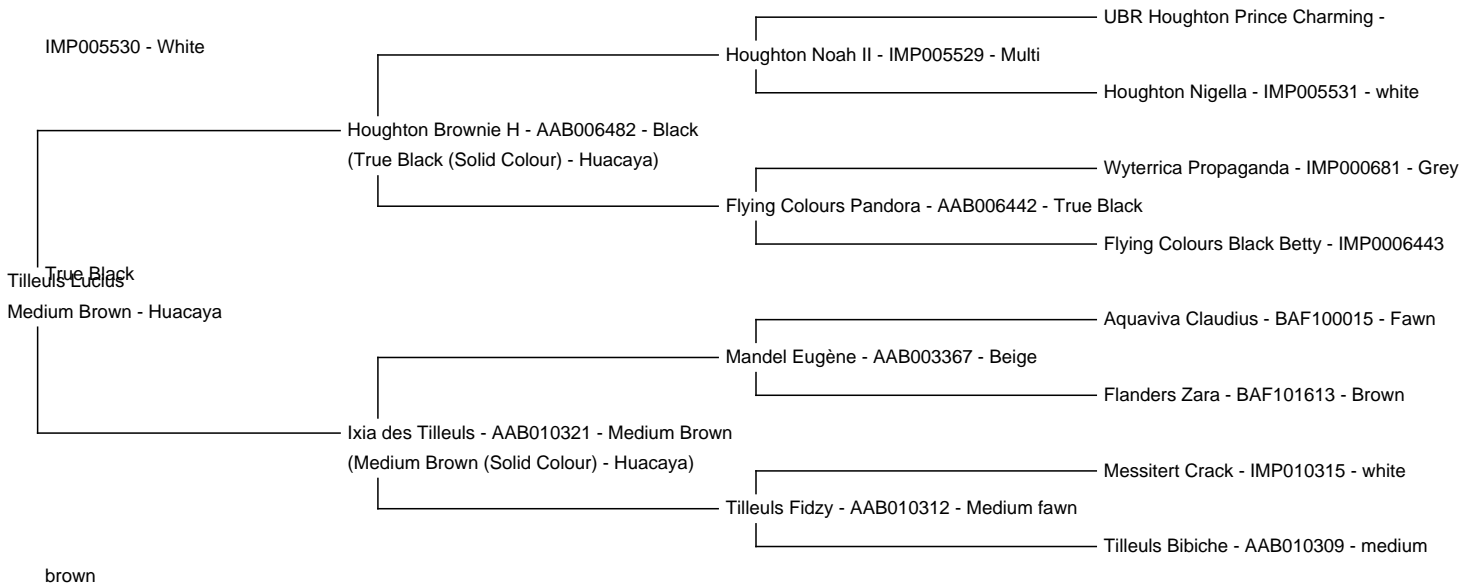 UBR Houghton Prince Charming -
IMP005530 - White
Houghton Noah II - IMP005529 - Multi
Houghton Nigella - IMP005531 - white
Houghton Brownie H - AAB006482 - Black
(True Black (Solid Colour) - Huacaya)
Wyterrica Propaganda - IMP000681 - Grey
Flying Colours Pandora - AAB006442 - True Black
Flying Colours Black Betty - IMP0006443
True Black
Tilleuls Lucius
Medium Brown - Huacaya
Aquaviva Claudius - BAF100015 - Fawn
Mandel Eugène - AAB003367 - Beige
Flanders Zara - BAF101613 - Brown
Ixia des Tilleuls - AAB010321 - Medium Brown
(Medium Brown (Solid Colour) - Huacaya)
Messitert Crack - IMP010315 - white
Tilleuls Fidzy - AAB010312 - Medium fawn
Tilleuls Bibiche - AAB010309 - medium
brown